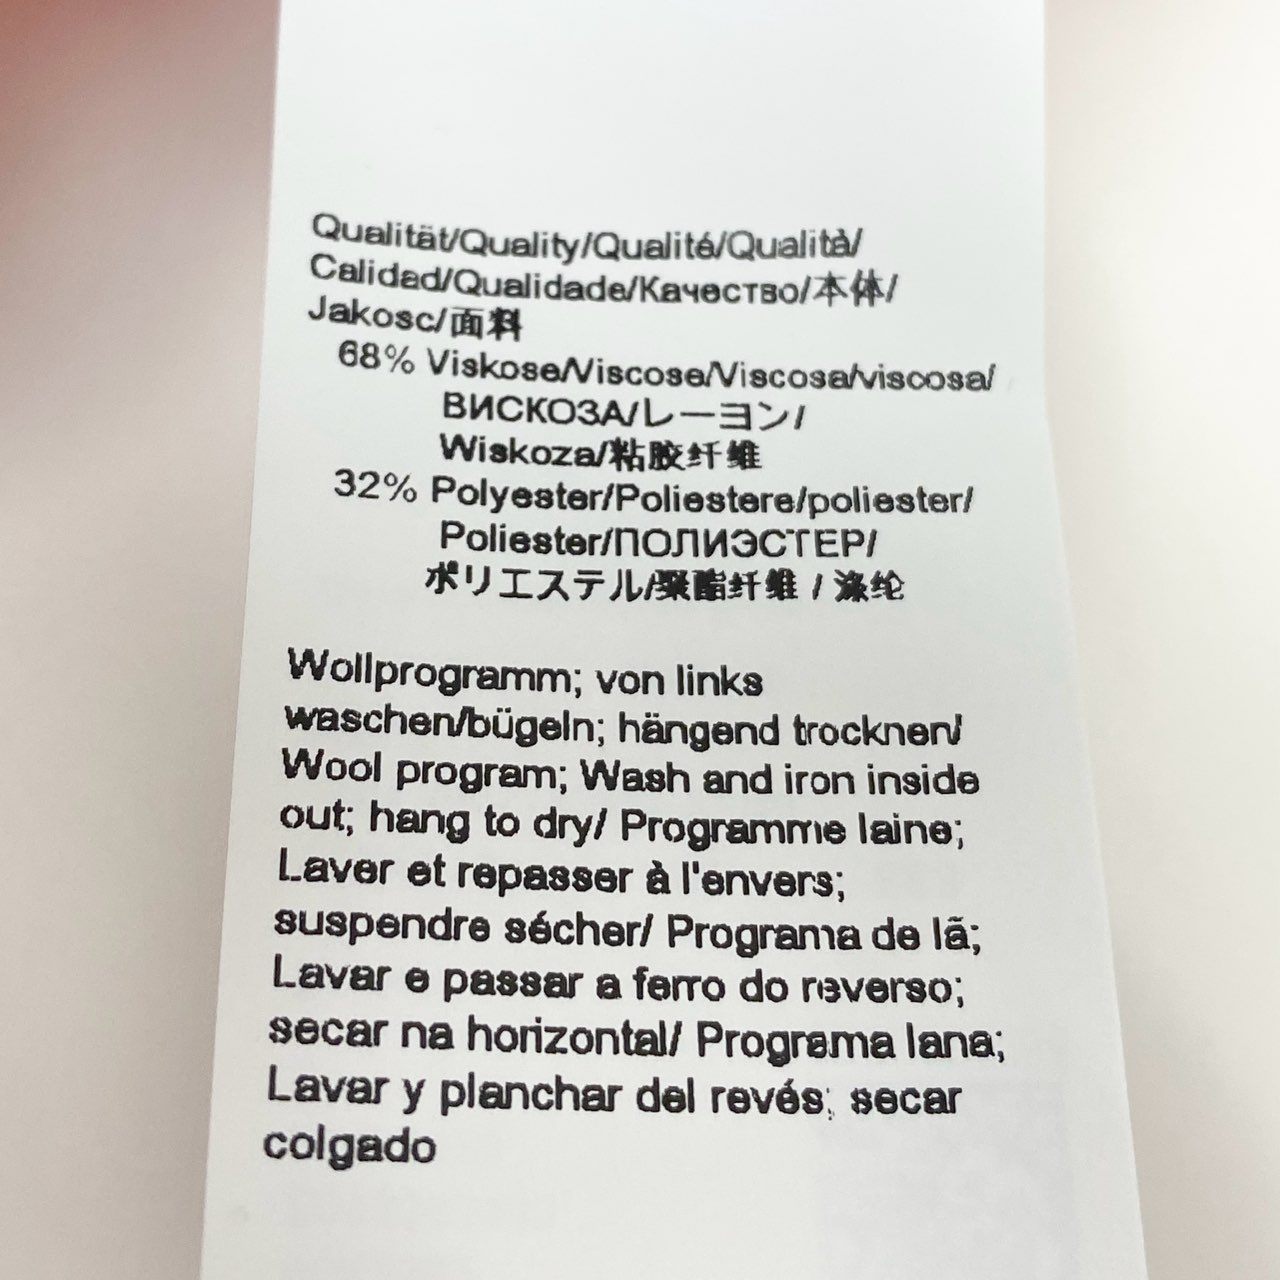 Qualität/Quality/Qualité/Qualità/
Calidad/Qualidade/Качество/本体/
Jakosc/面料
68% Viskose/Viscose/Viscosa/viscosa/
ВИСКОЗА/レーヨン/
Wiskoza/粘胶纤维
32% Polyester/Poliestere/poliester/
Poliester/ПОЛИЭСТЕР/
ポリエステル/聚酯纤维 / 涤纶
Wollprogramm; von links
waschen/bügeln; hängend trocknen/
Wool program; Wash and iron inside
out; hang to dry/ Programme laine;
Laver et repasser à l'envers;
suspendre sécher/ Programa de lã;
Lavar e passar a ferro do reverso;
secar na horizontal/ Programa lana;
Lavar y planchar del revés; secar
colgado